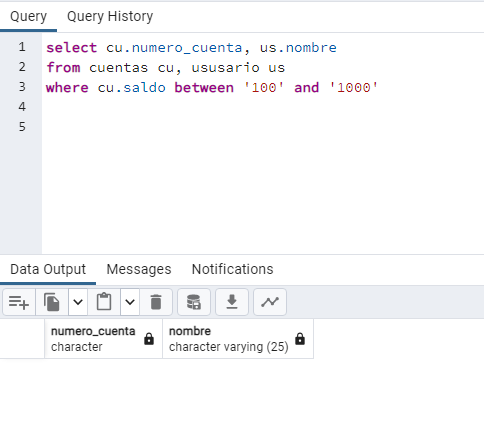 Query Query History
1 select cu.numero_cuenta, us.nombre
2 from cuentas cu, ususario us
3 where cu.saldo between '100' and '1000'
4
5
Data Output Messages Notifications
numero_cuenta nombre
character character varying (25)